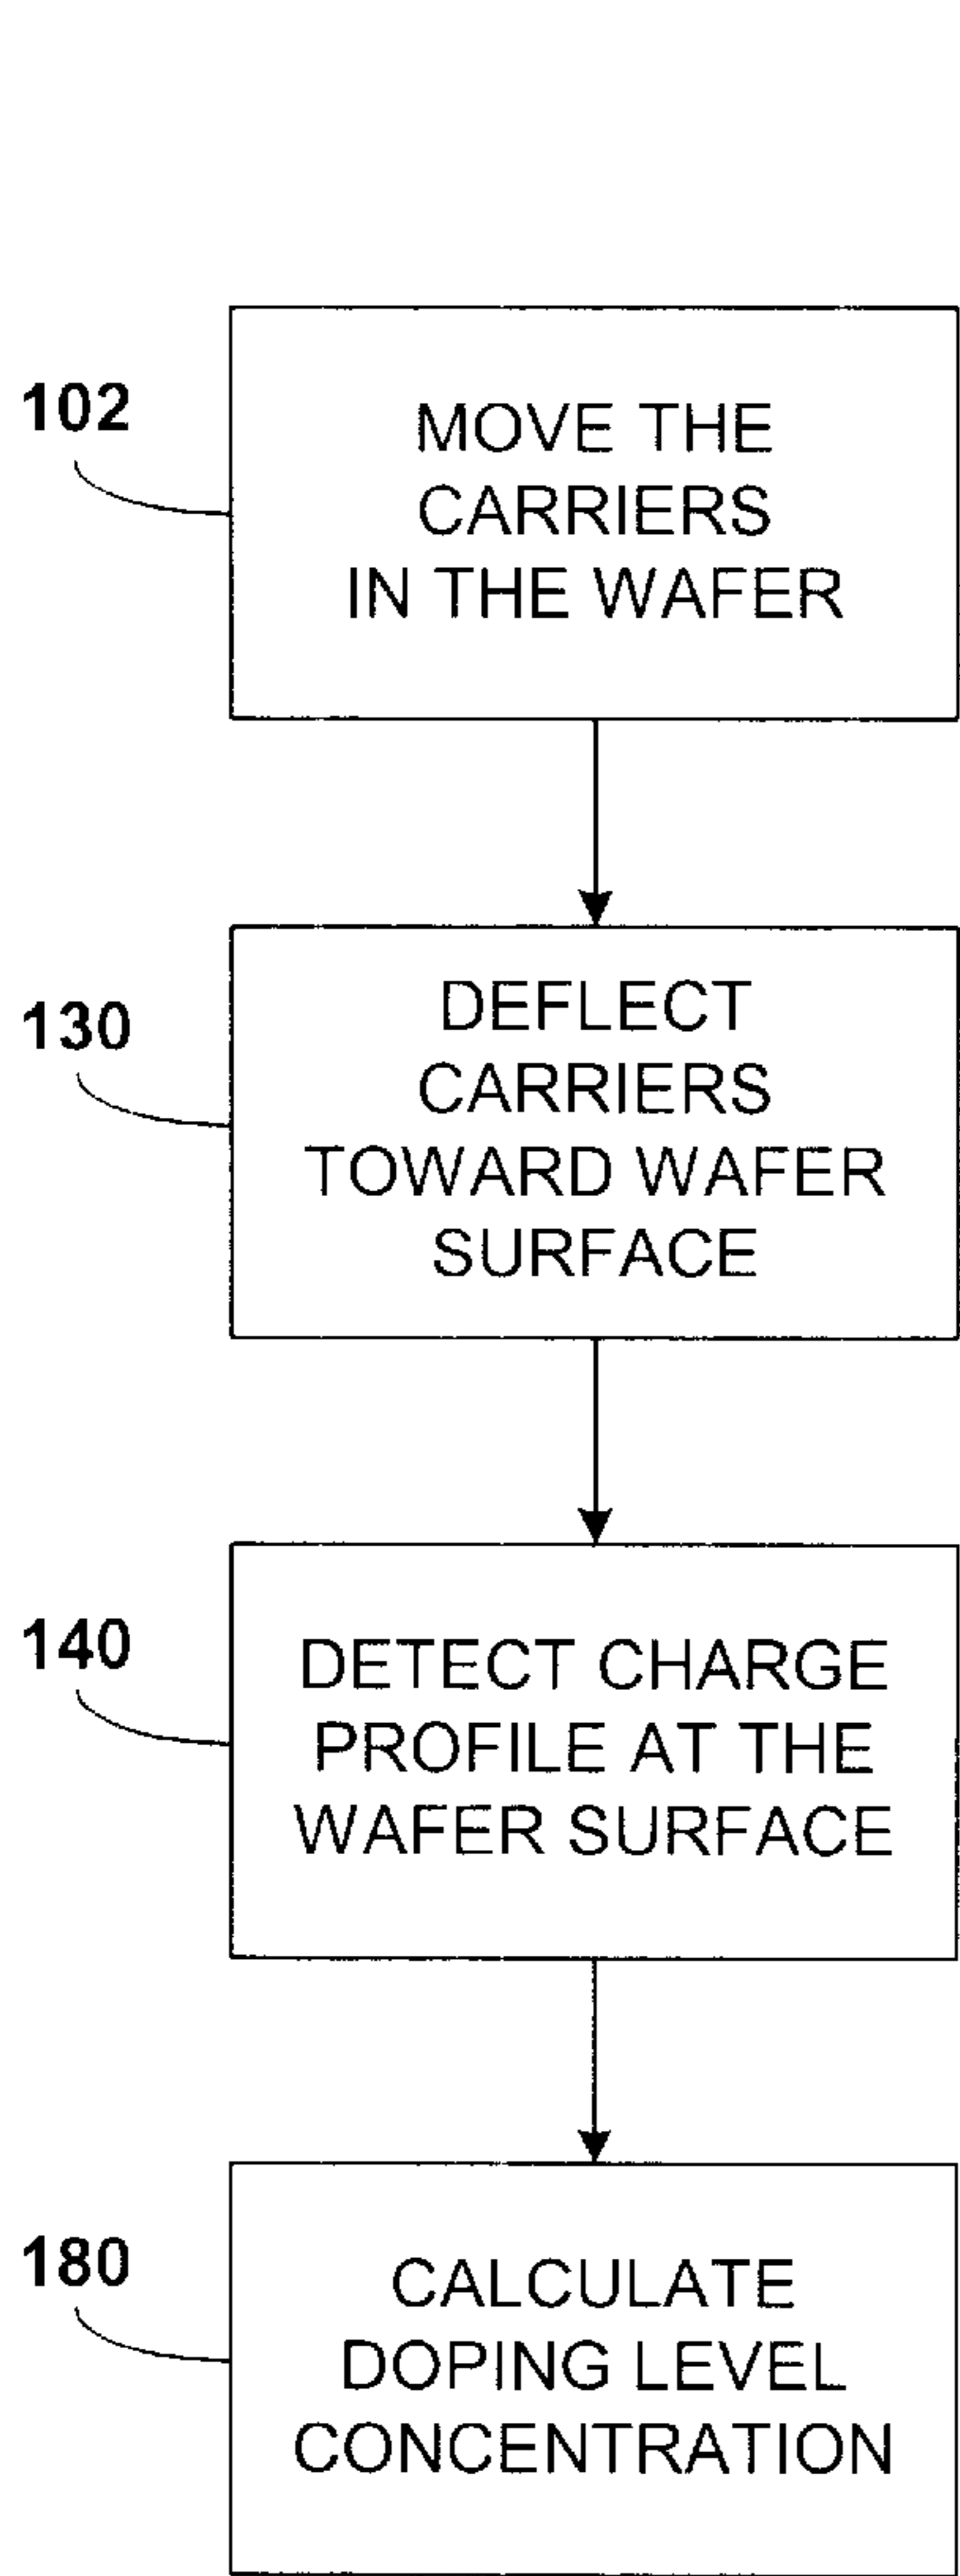 102
MOVE THE
CARRIERS
IN THE WAFER
130
DEFLECT
CARRIERS
TOWARD WAFER
SURFACE
140
DETECT CHARGE
PROFILE AT THE
WAFER SURFACE
180
CALCULATE
DOPING LEVEL
CONCENTRATION